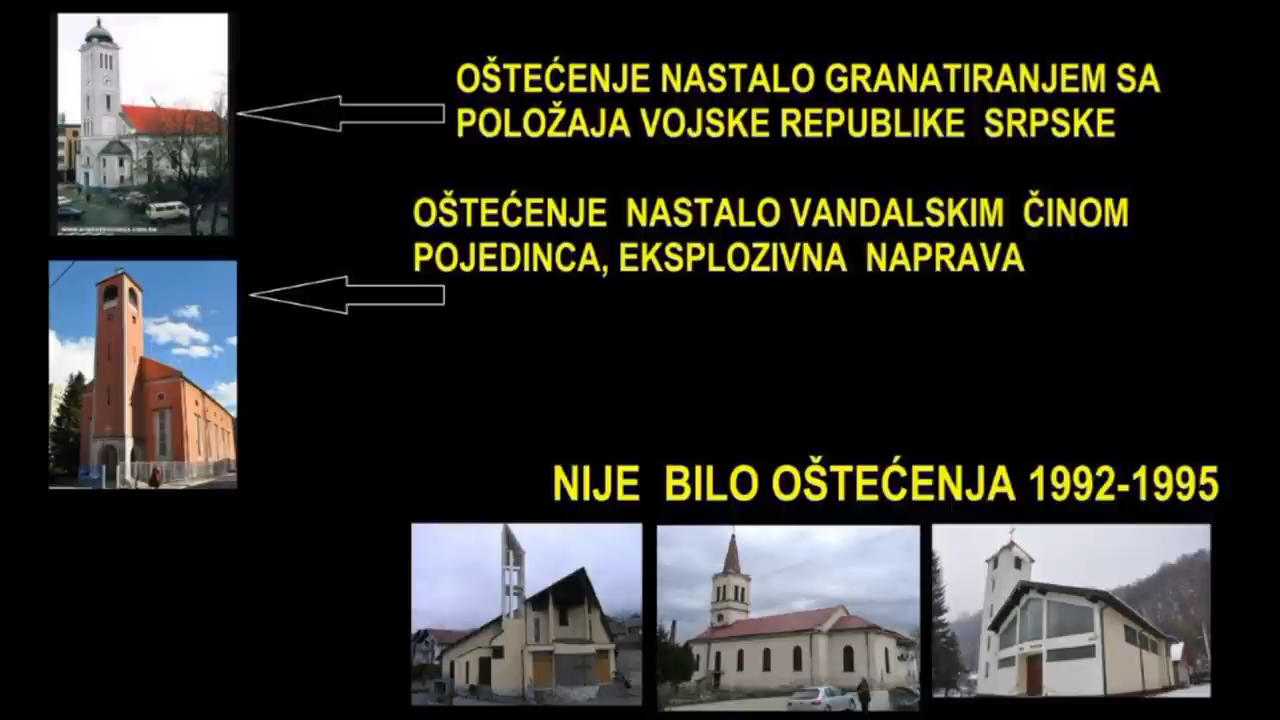 OŠTEĆENJE NASTALO GRANATIRANJEM SA
POLOŽAJA VOJSKE REPUBLIKE SRPSKE
OŠTEĆENJE NASTALO VANDALSKIM ČINOM
POJEDINCA, EKSPLOZIVNA NAPRAVA
NIJE BILO OŠTEĆENJA 1992-1995